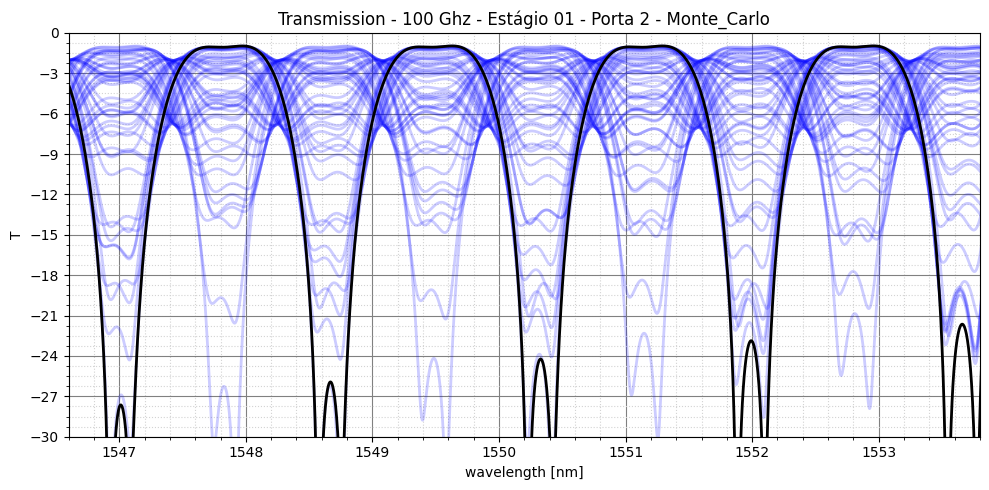 Transmission - 100 Ghz - Estágio 01 - Porta 2 - Monte_Carlo
T
0
−3
−6
−9
−12
−15
−18
−21
−24
−27
−30
1547 1548 1549 1550 1551 1552 1553
wavelength [nm]